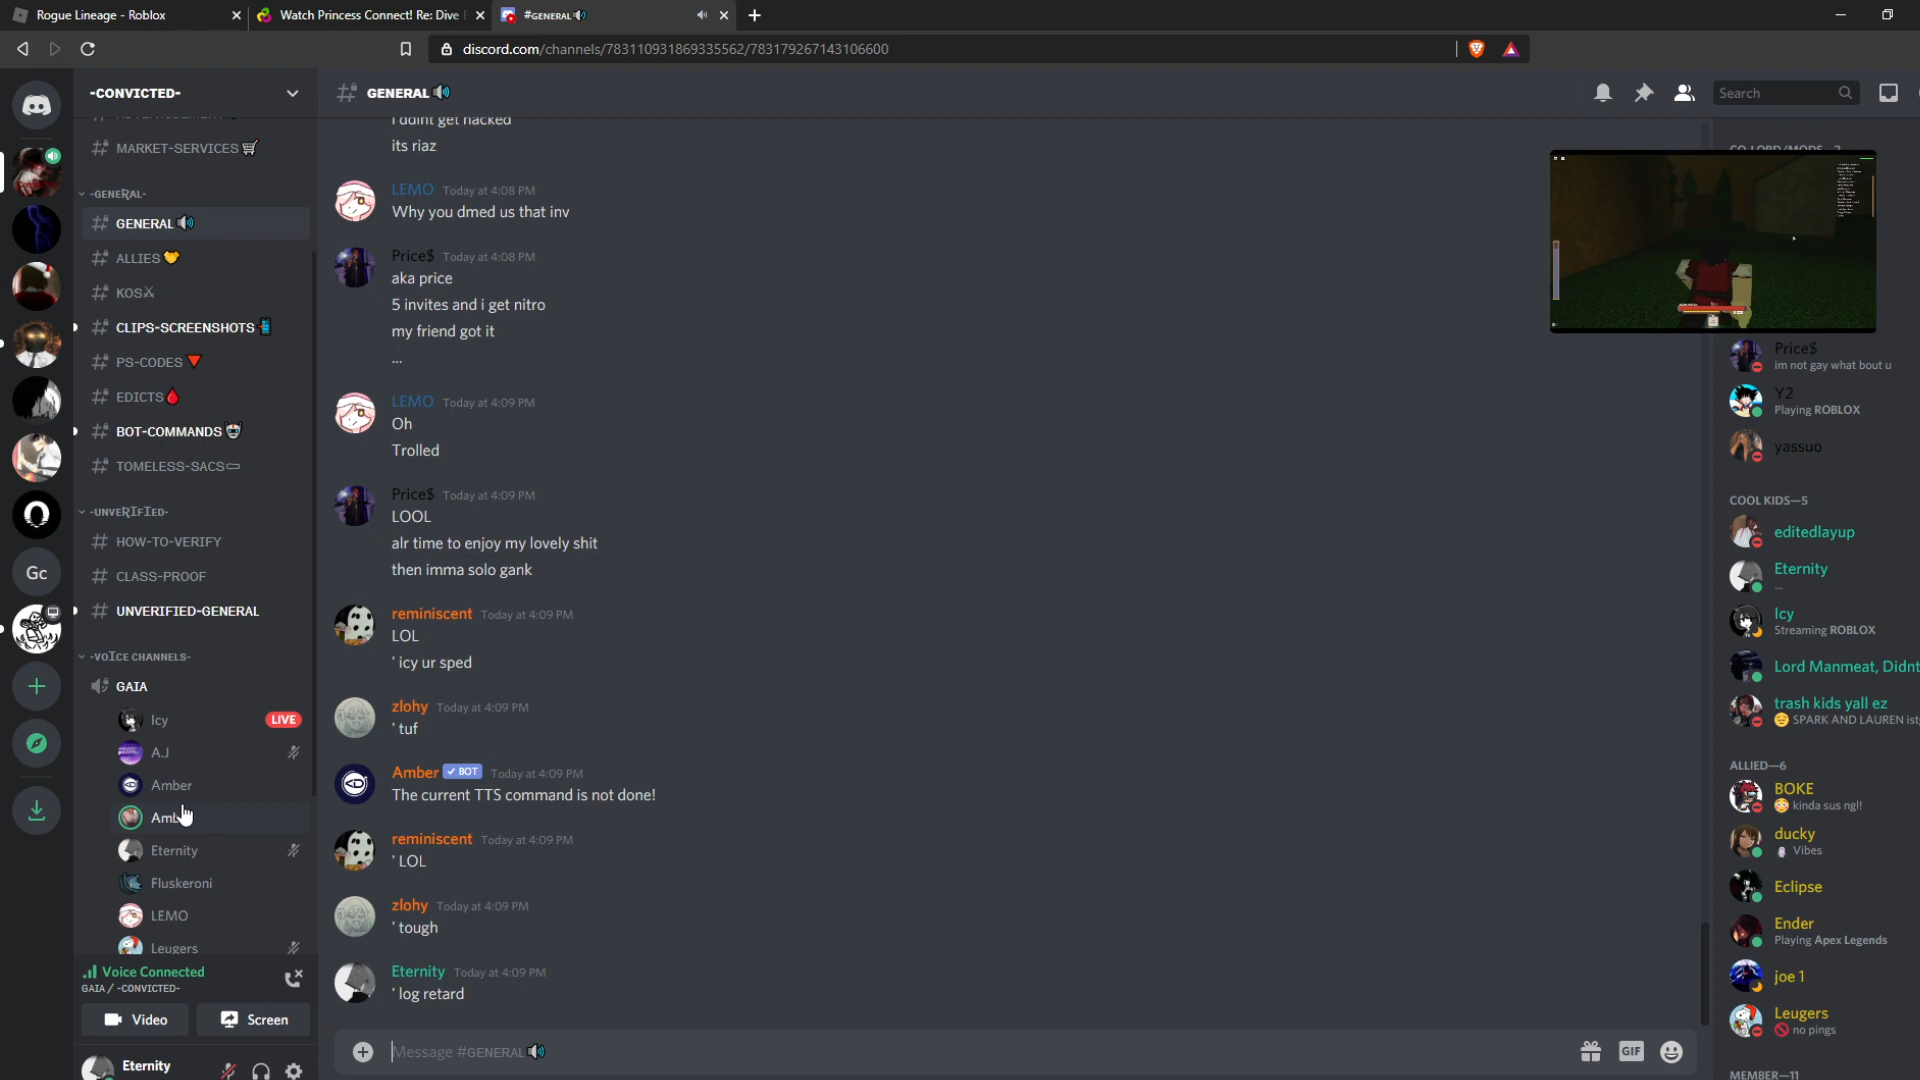 Rogue Lineage - Roblox
Watch Princess Connect! Re: Dive
#GENERAL🔊
discord.com/channels/783110931869335562/783179267143106600
-CONVICTED-
MARKET-SERVICES🛒
-GENEƦAL-
GENERAL🔊
ALLIES
KOS⚔
CLIPS-SCREENSHOTS📱
PS-CODES🔻
EDICTS🩸
BOT-COMMANDS
TOMELESS-SACS
-UNVEƦIFIED-
HOW-TO-VERIFY
CLASS-PROOF
UNVERIFIED-GENERAL
-VOICE CHANNELS-
GAIA
Icy LIVE
A.J
Amber
Eternity
Fluskeroni
LEMO
Leugers
Voice Connected
GAIA / -CONVICTED-
Video Screen
Eternity
GENERAL🔊
Search
I ddint get hacked
its riaz
LEMO Today at 4:08 PM
Why you dmed us that inv
Price$ Today at 4:08 PM
aka price
5 invites and i get nitro
my friend got it
...
LEMO Today at 4:09 PM
Oh
Trolled
Price$ Today at 4:09 PM
LOOL
alr time to enjoy my lovely shit
then imma solo gank
reminiscent Today at 4:09 PM
LOL
' icy ur sped
zlohy Today at 4:09 PM
' tuf
Amber ✓ BOT Today at 4:09 PM
The current TTS command is not done!
reminiscent Today at 4:09 PM
' LOL
zlohy Today at 4:09 PM
' tough
Eternity Today at 4:09 PM
' log retard
Message #GENERAL🔊
GIF
Price$
im not gay what bout u
Y2
Playing ROBLOX
yassuo
COOL KIDS—5
editedlayup
Eternity
...
Icy
Streaming ROBLOX
Lord Manmeat, Didnt
trash kids yall ez
SPARK AND LAUREN ist
ALLIED—6
BOKE
😳 kinda sus ngl!
ducky
Vibes
Eclipse
Ender
Playing Apex Legends
joe 1
Leugers
🚫 no pings
MEMBER—11